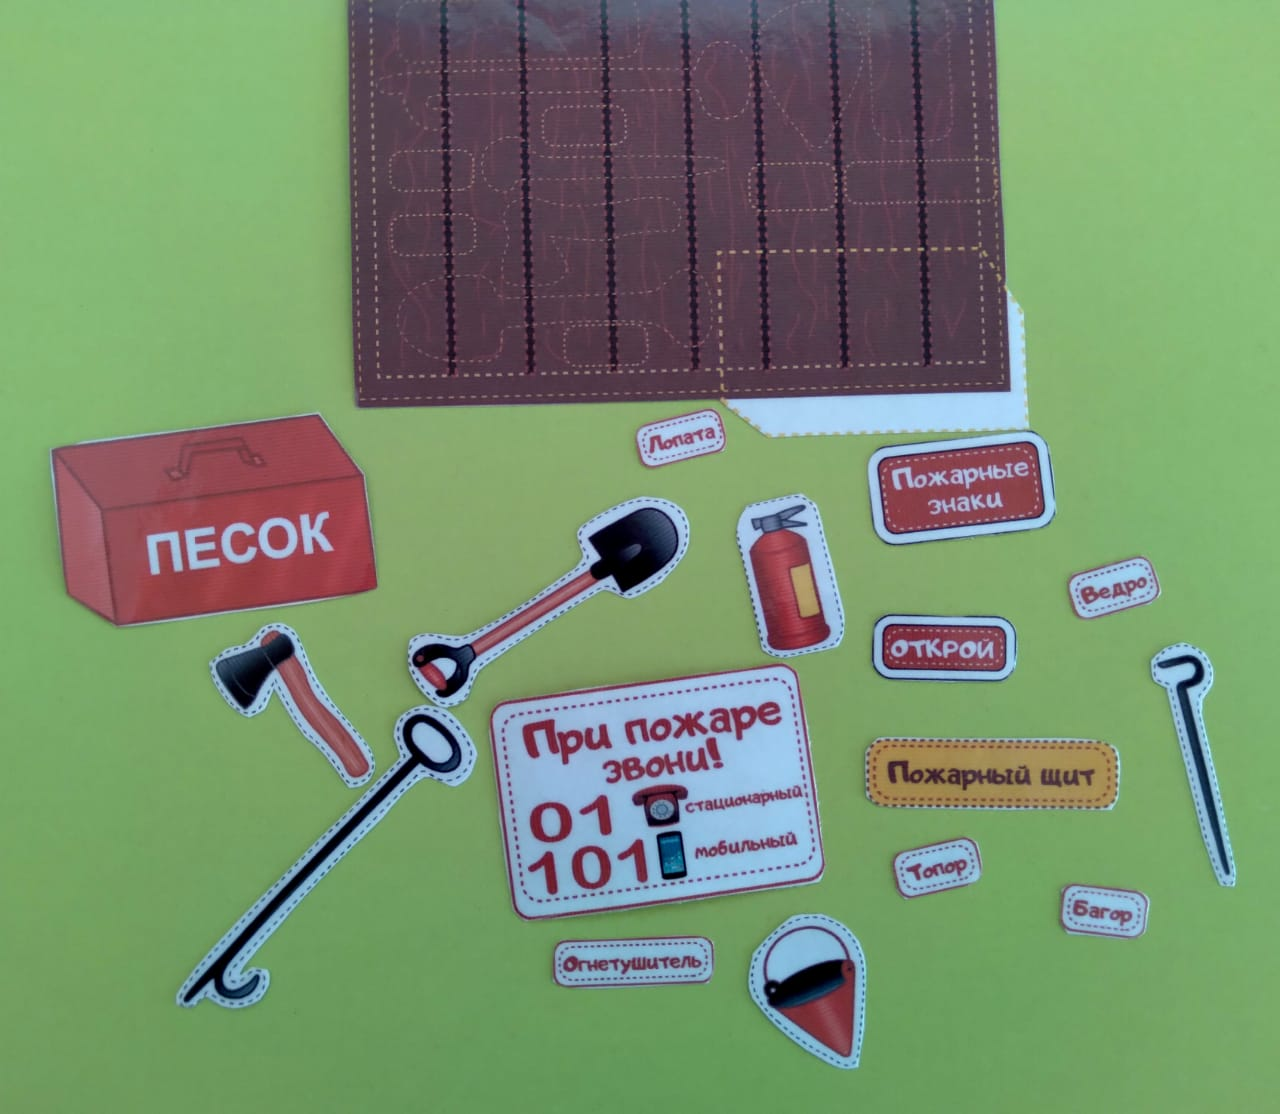 Лопата
Пожарные
знаки
ПЕСОК
Ведро
ОТКРОЙ
При пожаре
звони!
01 стационарный
101 мобильный
Пожарный щит
Топор
Багор
Огнетушитель